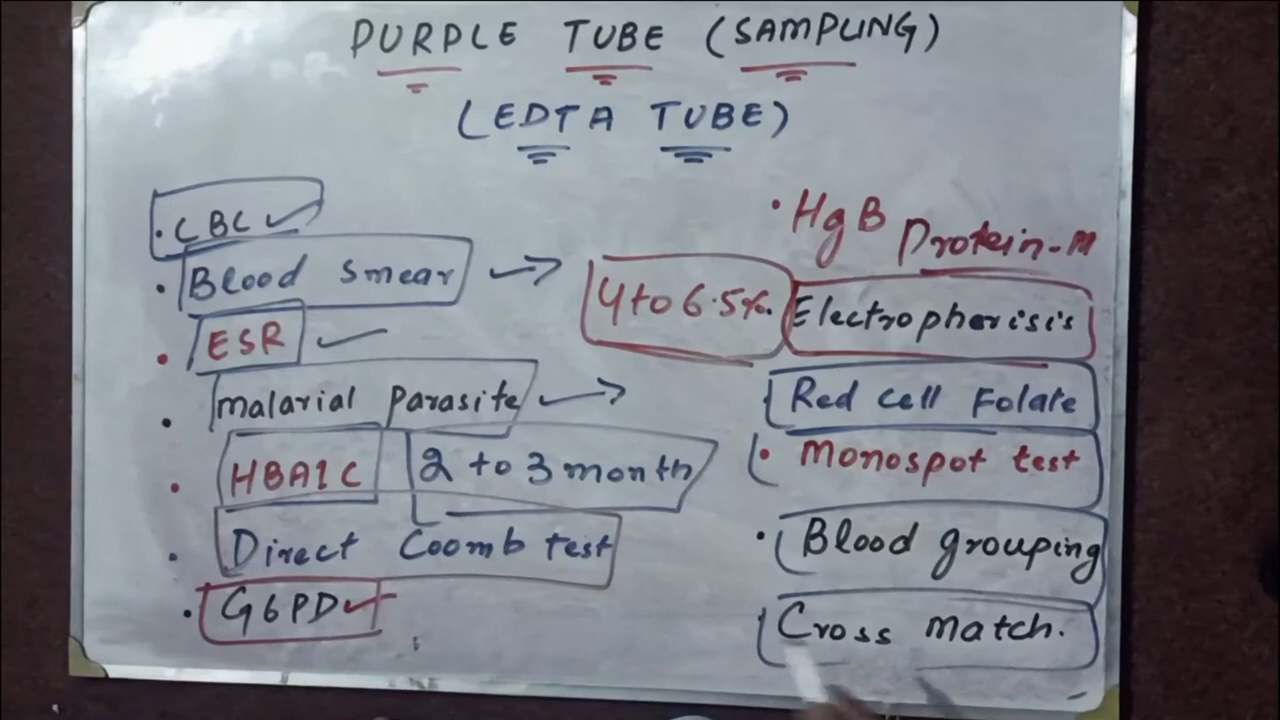 PURPLE TUBE (SAMPLING)
(EDTA TUBE)
• CBC ✓
• Blood smear →
• ESR ✓
• malarial parasite →
• HBA1C 2 to 3 month
• Direct Coomb test
• G6PD ✓
• HgB Protein-M
4 to 6.5%. Electrophorisis
Red cell Folate
• Monospot test
• Blood grouping
Cross match.